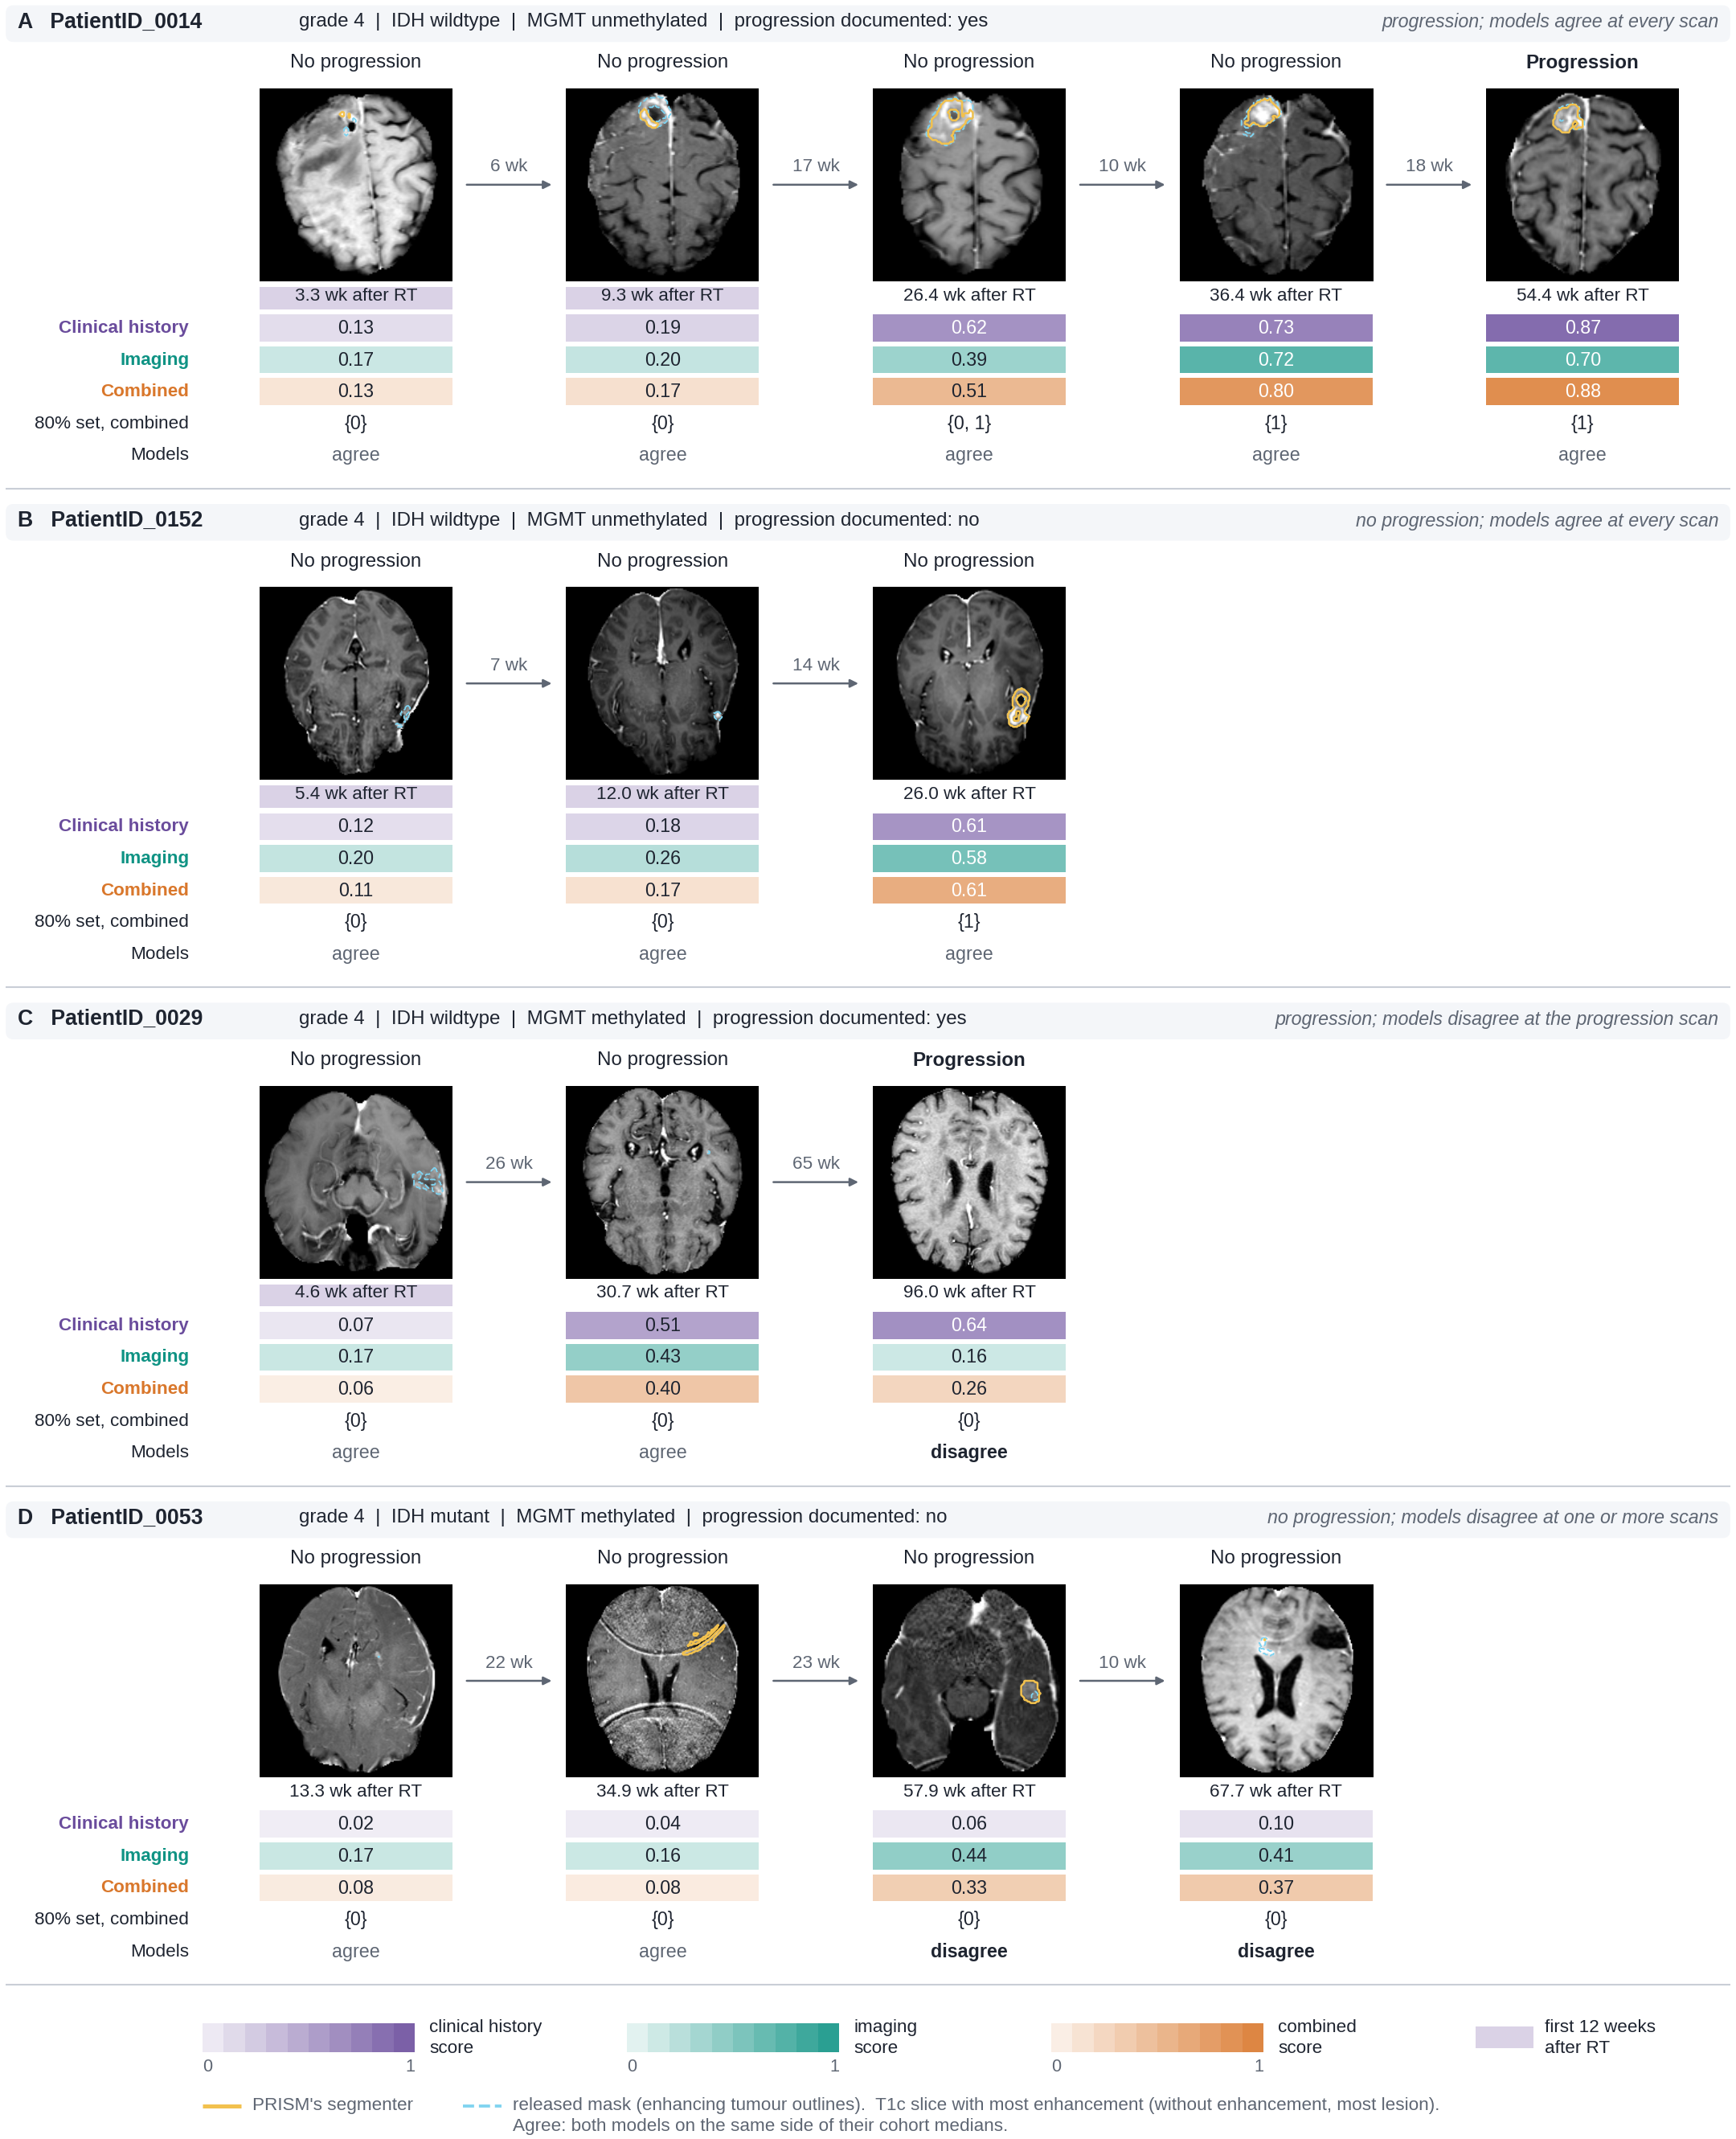 A PatientID_0014 grade 4 | IDH wildtype | MGMT unmethylated | progression documented: yes progression; models agree at every scan
No progression No progression No progression No progression Progression
6 wk 17 wk 10 wk 18 wk
3.3 wk after RT 9.3 wk after RT 26.4 wk after RT 36.4 wk after RT 54.4 wk after RT
Clinical history 0.13 0.19 0.62 0.73 0.87
Imaging 0.17 0.20 0.39 0.72 0.70
Combined 0.13 0.17 0.51 0.80 0.88
80% set, combined {0} {0} {0, 1} {1} {1}
Models agree agree agree agree agree
B PatientID_0152 grade 4 | IDH wildtype | MGMT unmethylated | progression documented: no no progression; models agree at every scan
No progression No progression No progression
7 wk 14 wk
5.4 wk after RT 12.0 wk after RT 26.0 wk after RT
Clinical history 0.12 0.18 0.61
Imaging 0.20 0.26 0.58
Combined 0.11 0.17 0.61
80% set, combined {0} {0} {1}
Models agree agree agree
C PatientID_0029 grade 4 | IDH wildtype | MGMT methylated | progression documented: yes progression; models disagree at the progression scan
No progression No progression Progression
26 wk 65 wk
4.6 wk after RT 30.7 wk after RT 96.0 wk after RT
Clinical history 0.07 0.51 0.64
Imaging 0.17 0.43 0.16
Combined 0.06 0.40 0.26
80% set, combined {0} {0} {0}
Models agree agree disagree
D PatientID_0053 grade 4 | IDH mutant | MGMT methylated | progression documented: no no progression; models disagree at one or more scans
No progression No progression No progression No progression
22 wk 23 wk 10 wk
13.3 wk after RT 34.9 wk after RT 57.9 wk after RT 67.7 wk after RT
Clinical history 0.02 0.04 0.06 0.10
Imaging 0.17 0.16 0.44 0.41
Combined 0.08 0.08 0.33 0.37
80% set, combined {0} {0} {0} {0}
Models agree agree disagree disagree
clinical history imaging combined first 12 weeks
score score score after RT
0 1 0 1 0 1
PRISM's segmenter released mask (enhancing tumour outlines). T1c slice with most enhancement (without enhancement, most lesion).
Agree: both models on the same side of their cohort medians.